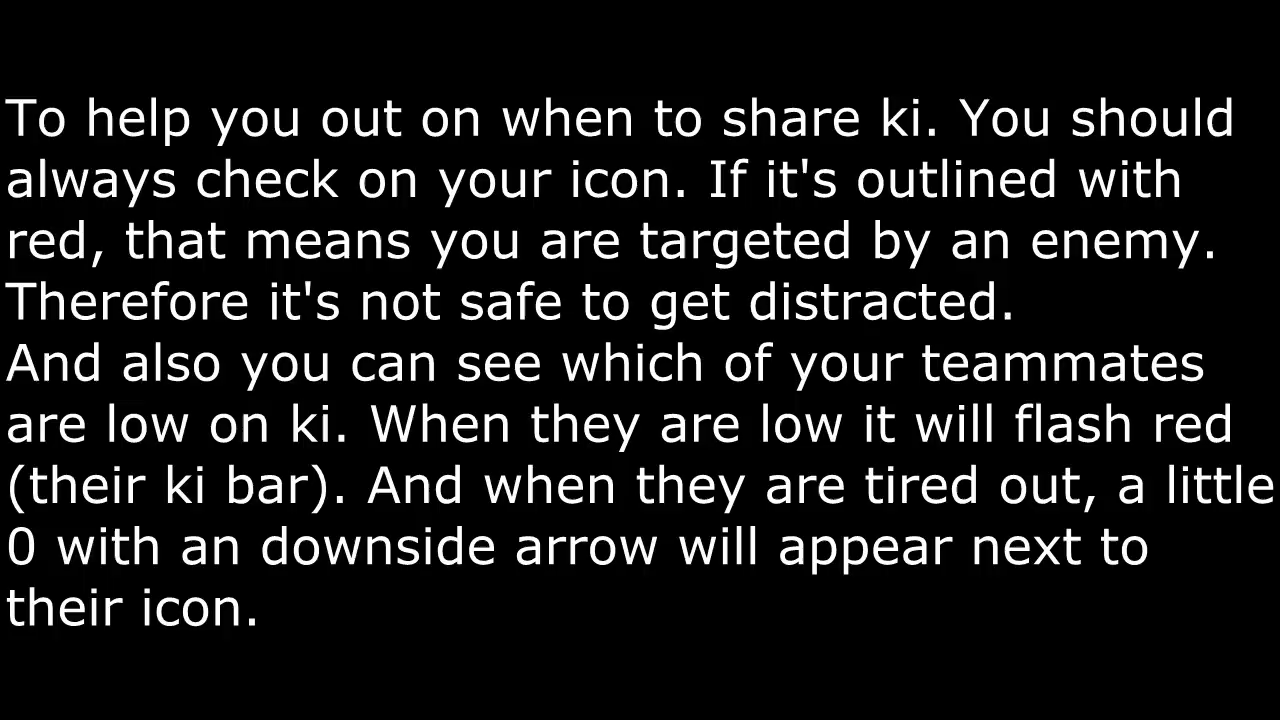 To help you out on when to share ki. You should
always check on your icon. If it's outlined with
red, that means you are targeted by an enemy.
Therefore it's not safe to get distracted.
And also you can see which of your teammates
are low on ki. When they are low it will flash red
(their ki bar). And when they are tired out, a little
0 with an downside arrow will appear next to
their icon.